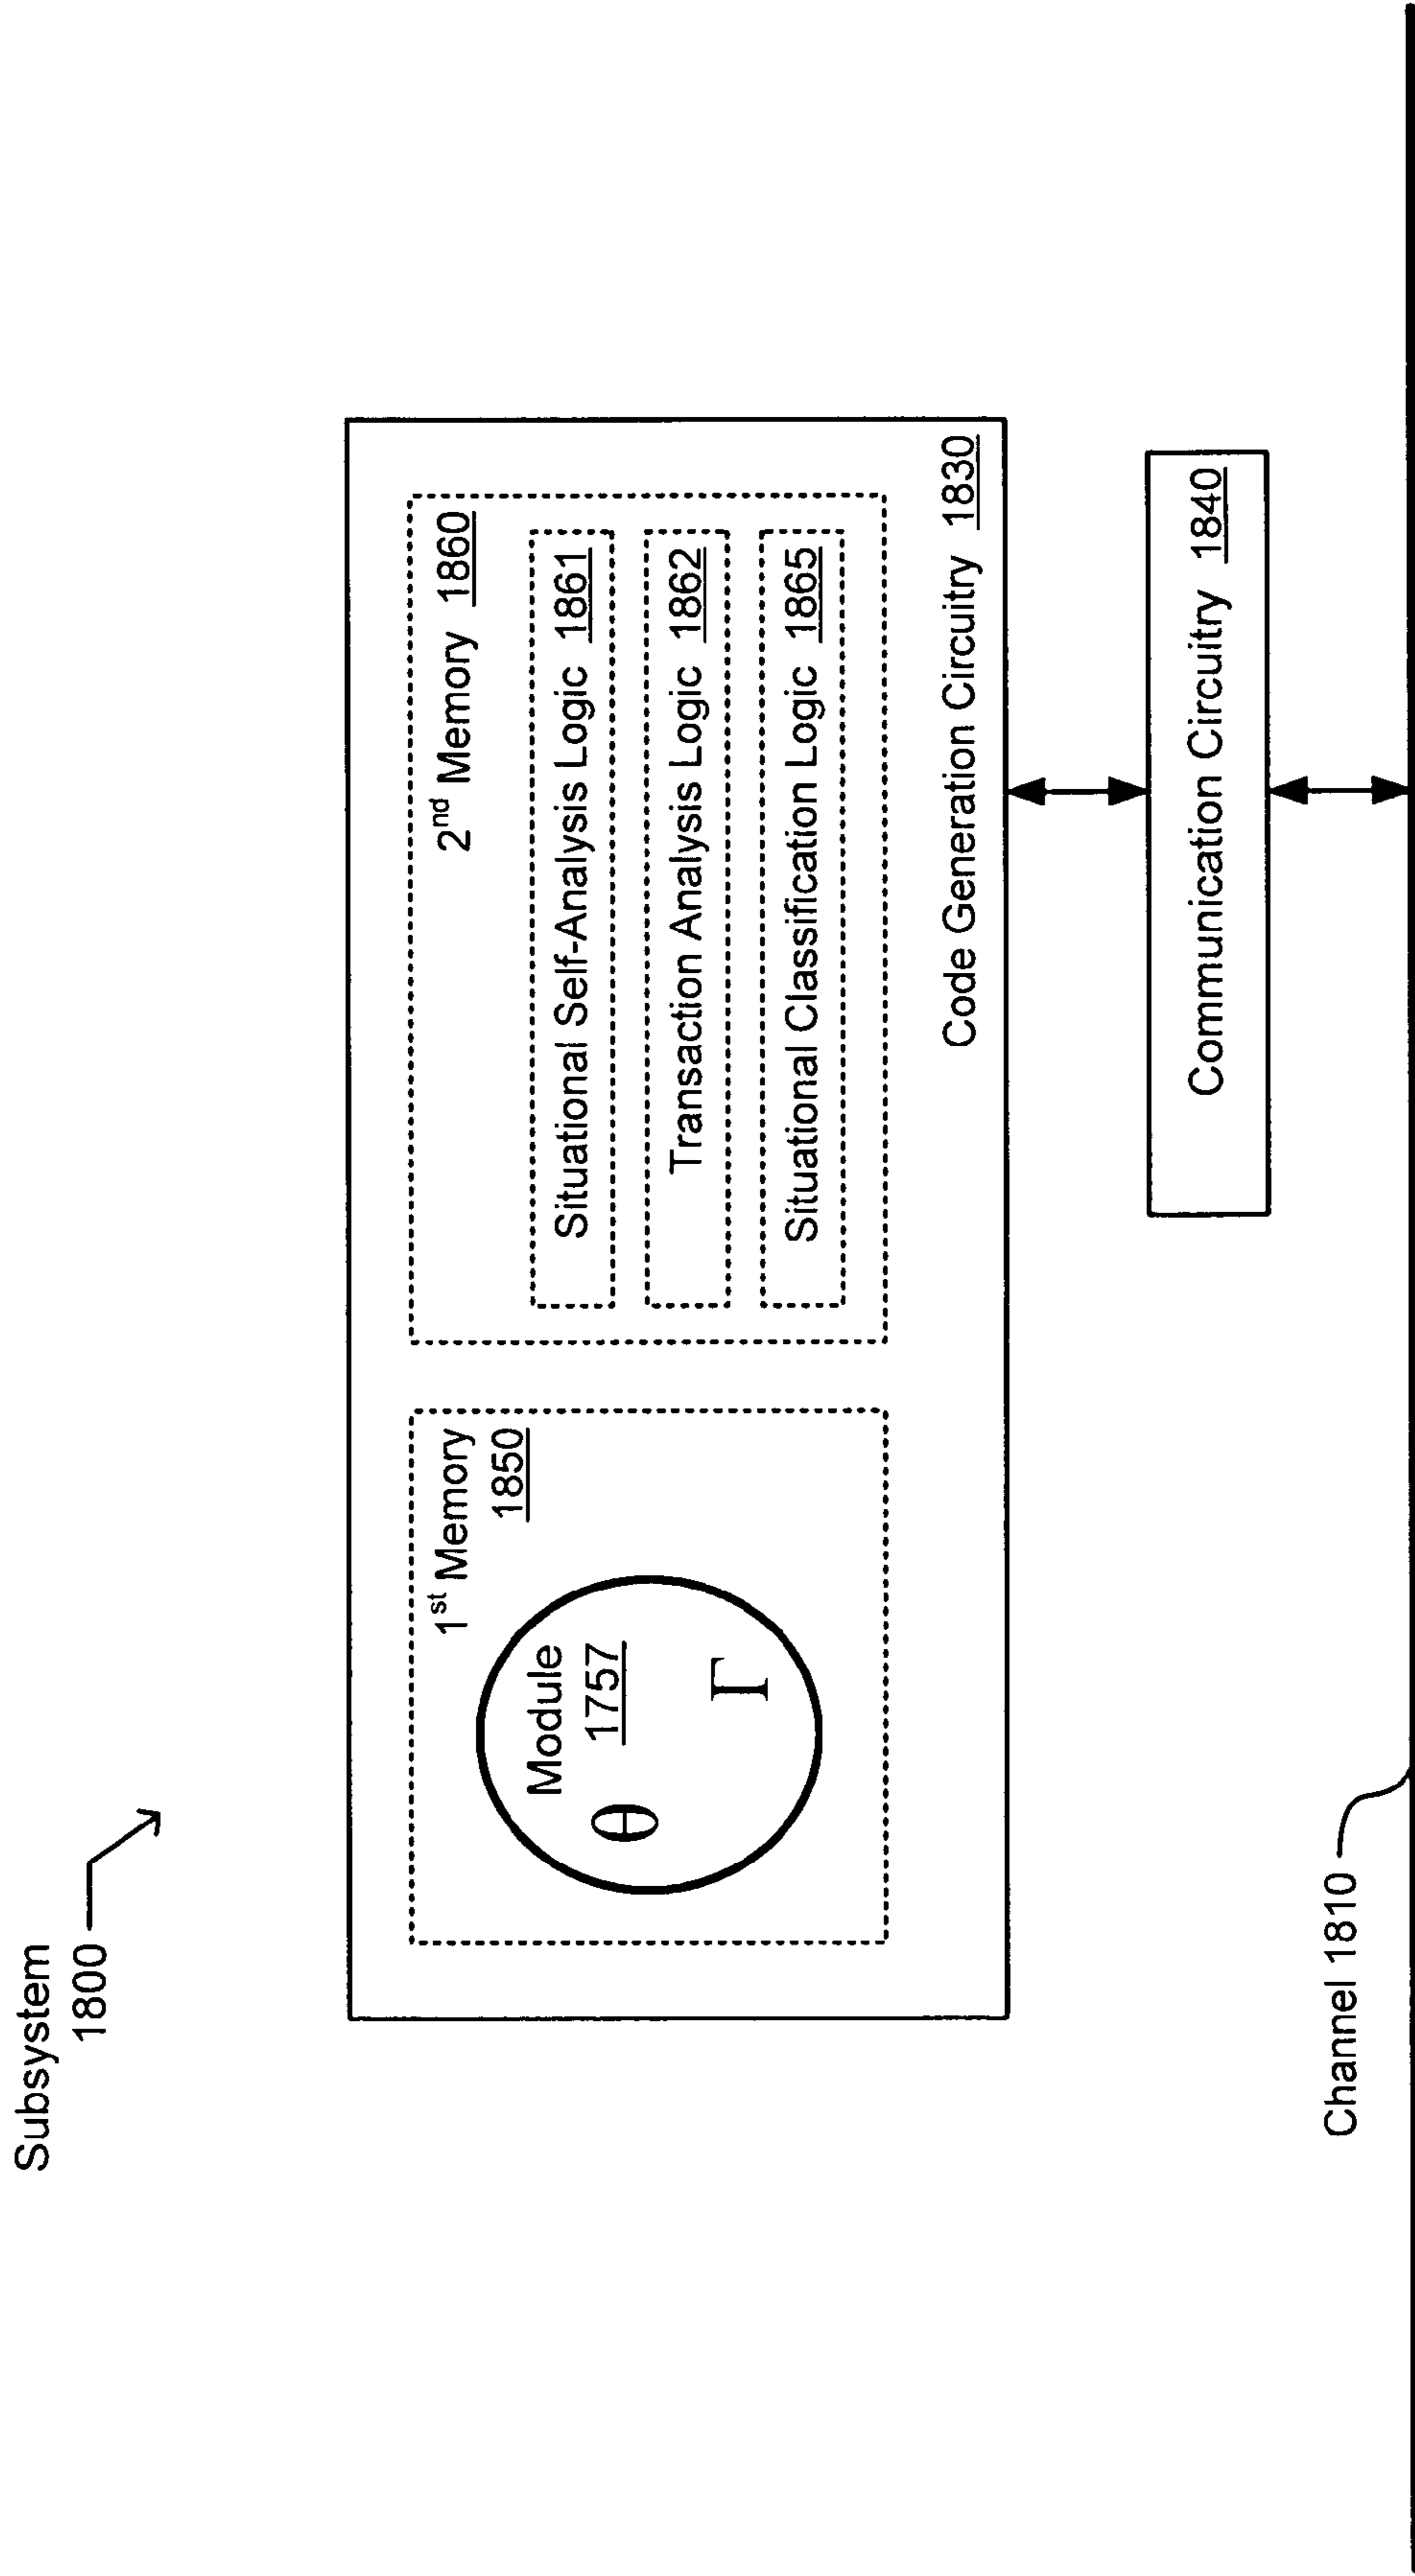 Subsystem
1800
1st Memory
1850
Module
1757
θ
Γ
2nd Memory 1860
Situational Self-Analysis Logic 1861
Transaction Analysis Logic 1862
Situational Classification Logic 1865
Code Generation Circuitry 1830
Communication Circuitry 1840
Channel 1810